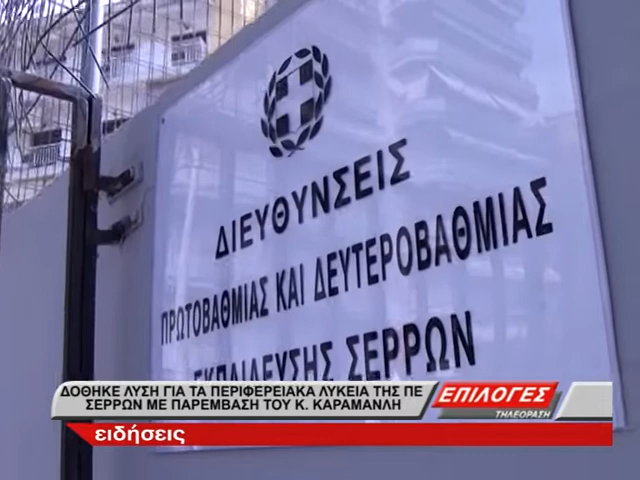 ΔΙΕΥΘΥΝΣΕΙΣ
ΠΡΩΤΟΒΑΘΜΙΑΣ ΚΑΙ ΔΕΥΤΕΡΟΒΑΘΜΙΑΣ
ΕΚΠΑΙΔΕΥΣΗΣ ΣΕΡΡΩΝ
ΔΟΘΗΚΕ ΛΥΣΗ ΓΙΑ ΤΑ ΠΕΡΙΦΕΡΕΙΑΚΑ ΛΥΚΕΙΑ ΤΗΣ ΠΕ
ΣΕΡΡΩΝ ΜΕ ΠΑΡΕΜΒΑΣΗ ΤΟΥ Κ. ΚΑΡΑΜΑΝΛΗ
ΕΠΙΛΟΓΕΣ
ΤΗΛΕΟΡΑΣΗ
ειδήσεις